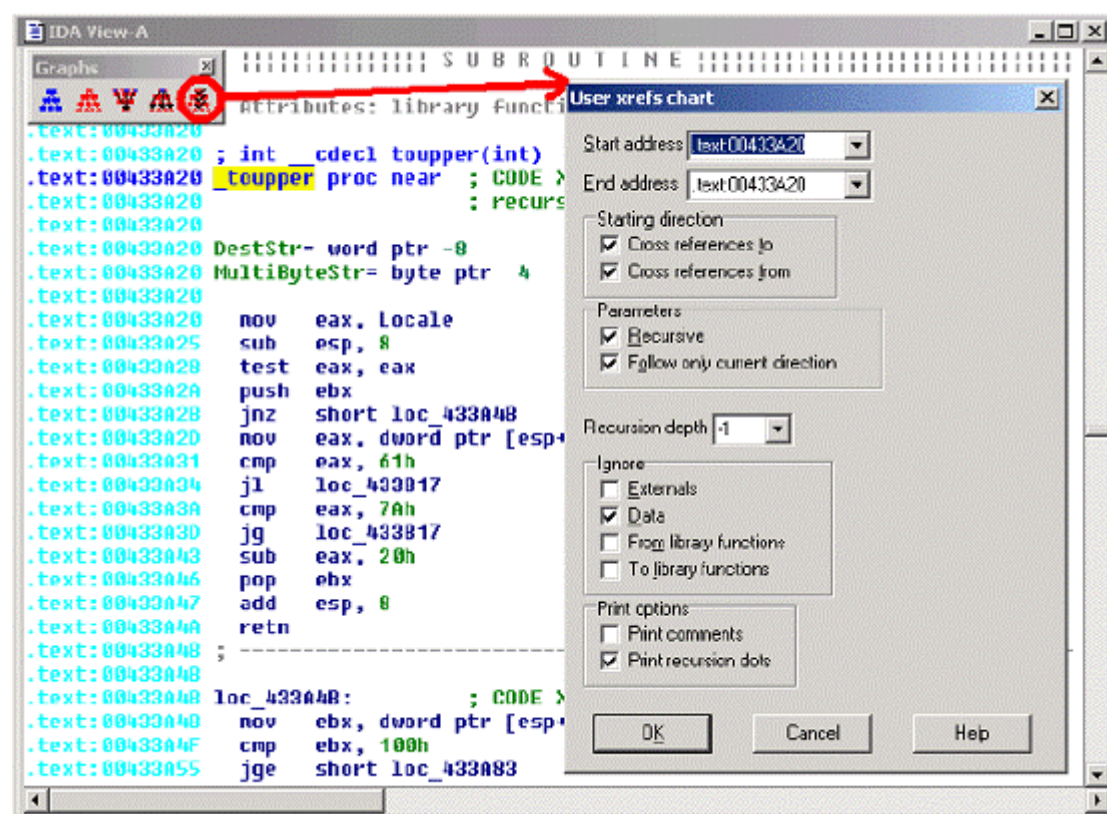 IDA View-A
Graphs
S U B R O U T I N E
Attributes: library functi
.text:00433A20
.text:00433A20 ; int __cdecl toupper(int)
.text:00433A20 _toupper proc near ; CODE X
.text:00433A20 ; recurs
.text:00433A20
.text:00433A20 DestStr= word ptr -8
.text:00433A20 MultiByteStr= byte ptr 4
.text:00433A20
.text:00433A20 mov eax, Locale
.text:00433A25 sub esp, 8
.text:00433A28 test eax, eax
.text:00433A2A push ebx
.text:00433A2B jnz short loc_433A4B
.text:00433A2D mov eax, dword ptr [esp+
.text:00433A31 cmp eax, 61h
.text:00433A34 jl loc_433B17
.text:00433A3A cmp eax, 7Ah
.text:00433A3D jg loc_433B17
.text:00433A43 sub eax, 20h
.text:00433A46 pop ebx
.text:00433A47 add esp, 8
.text:00433A4A retn
.text:00433A4B ; ---------------------------------------------------------------------------
.text:00433A4B
.text:00433A4B loc_433A4B: ; CODE X
.text:00433A4B mov ebx, dword ptr [esp+
.text:00433A4F cmp ebx, 100h
.text:00433A55 jge short loc_433A83
User xrefs chart
Start address .text:00433A20
End address .text:00433A20
Starting direction
Cross references to
Cross references from
Parameters
Recursive
Follow only current direction
Recursion depth -1
Ignore
Externals
Data
From library functions
To library functions
Print options
Print comments
Print recursion dots
OK
Cancel
Help